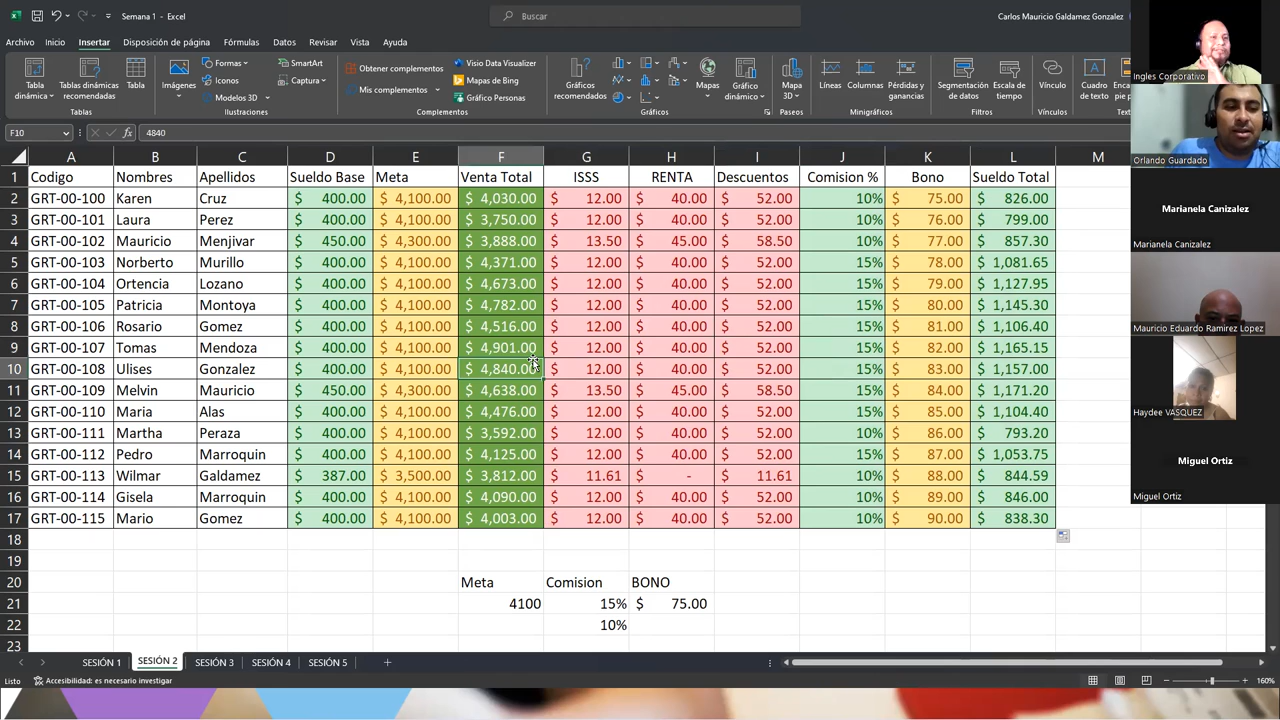 Semana 1 - Excel
Buscar
Carlos Mauricio Galdamez Gonzalez
Archivo Inicio Insertar Disposición de página Fórmulas Datos Revisar Vista Ayuda
Tabla dinámica
Tablas dinámicas recomendadas
Tabla
Imágenes
Formas
Iconos
Modelos 3D
SmartArt
Captura
Obtener complementos
Mis complementos
Visio Data Visualizer
Mapas de Bing
Gráfico Personas
Gráficos recomendados
Mapas
Gráfico dinámico
Mapa 3D
Líneas
Columnas
Pérdidas y ganancias
Segmentación de datos
Escala de tiempo
Vínculo
Cuadro de texto
Tablas Ilustraciones Complementos Gráficos Paseos Minigráficos Filtros Vínculos
F10 fx 4840
A B C D E F G H I J K L M
1 Codigo Nombres Apellidos Sueldo Base Meta Venta Total ISSS RENTA Descuentos Comision % Bono Sueldo Total
2 GRT-00-100 Karen Cruz $ 400.00 $ 4,100.00 $ 4,030.00 $ 12.00 $ 40.00 $ 52.00 10% $ 75.00 $ 826.00
3 GRT-00-101 Laura Perez $ 400.00 $ 4,100.00 $ 3,750.00 $ 12.00 $ 40.00 $ 52.00 10% $ 76.00 $ 799.00
4 GRT-00-102 Mauricio Menjivar $ 450.00 $ 4,300.00 $ 3,888.00 $ 13.50 $ 45.00 $ 58.50 10% $ 77.00 $ 857.30
5 GRT-00-103 Norberto Murillo $ 400.00 $ 4,100.00 $ 4,371.00 $ 12.00 $ 40.00 $ 52.00 15% $ 78.00 $ 1,081.65
6 GRT-00-104 Ortencia Lozano $ 400.00 $ 4,100.00 $ 4,673.00 $ 12.00 $ 40.00 $ 52.00 15% $ 79.00 $ 1,127.95
7 GRT-00-105 Patricia Montoya $ 400.00 $ 4,100.00 $ 4,782.00 $ 12.00 $ 40.00 $ 52.00 15% $ 80.00 $ 1,145.30
8 GRT-00-106 Rosario Gomez $ 400.00 $ 4,100.00 $ 4,516.00 $ 12.00 $ 40.00 $ 52.00 15% $ 81.00 $ 1,106.40
9 GRT-00-107 Tomas Mendoza $ 400.00 $ 4,100.00 $ 4,901.00 $ 12.00 $ 40.00 $ 52.00 15% $ 82.00 $ 1,165.15
10 GRT-00-108 Ulises Gonzalez $ 400.00 $ 4,100.00 $ 4,840.00 $ 12.00 $ 40.00 $ 52.00 15% $ 83.00 $ 1,157.00
11 GRT-00-109 Melvin Mauricio $ 450.00 $ 4,300.00 $ 4,638.00 $ 13.50 $ 45.00 $ 58.50 15% $ 84.00 $ 1,171.20
12 GRT-00-110 Maria Alas $ 400.00 $ 4,100.00 $ 4,476.00 $ 12.00 $ 40.00 $ 52.00 15% $ 85.00 $ 1,104.40
13 GRT-00-111 Martha Peraza $ 400.00 $ 4,100.00 $ 3,592.00 $ 12.00 $ 40.00 $ 52.00 10% $ 86.00 $ 793.20
14 GRT-00-112 Pedro Marroquin $ 400.00 $ 4,100.00 $ 4,125.00 $ 12.00 $ 40.00 $ 52.00 15% $ 87.00 $ 1,053.75
15 GRT-00-113 Wilmar Galdamez $ 387.00 $ 3,500.00 $ 3,812.00 $ 11.61 $ - $ 11.61 10% $ 88.00 $ 844.59
16 GRT-00-114 Gisela Marroquin $ 400.00 $ 4,100.00 $ 4,090.00 $ 12.00 $ 40.00 $ 52.00 10% $ 89.00 $ 846.00
17 GRT-00-115 Mario Gomez $ 400.00 $ 4,100.00 $ 4,003.00 $ 12.00 $ 40.00 $ 52.00 10% $ 90.00 $ 838.30
18
19
20 Meta Comision BONO
21 4100 15% $ 75.00
22 10%
23
SESIÓN 1 SESIÓN 2 SESIÓN 3 SESIÓN 4 SESIÓN 5
Listo Accesibilidad: es necesario investigar 160%
Ingles Corporativo
Orlando Guardado
Marianela Canizalez
Marianela Canizalez
Mauricio Eduardo Ramirez Lopez
Haydee VASQUEZ
Miguel Ortiz
Miguel Ortiz